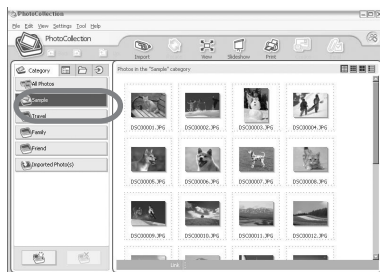 PhotoCollection
File Edit View Settings Tool Help
PhotoCollection
Import View Slideshow Print
Category
Photos in the "Sample" category
All Photos
Sample
Travel
Family
Friend
Imported Photo(s)
DSC00001.JPG DSC00002.JPG DSC00003.JPG DSC00004.JPG
DSC00005.JPG DSC00006.JPG DSC00007.JPG DSC00008.JPG
DSC00009.JPG DSC00010.JPG DSC00011.JPG DSC00012.JPG
Link